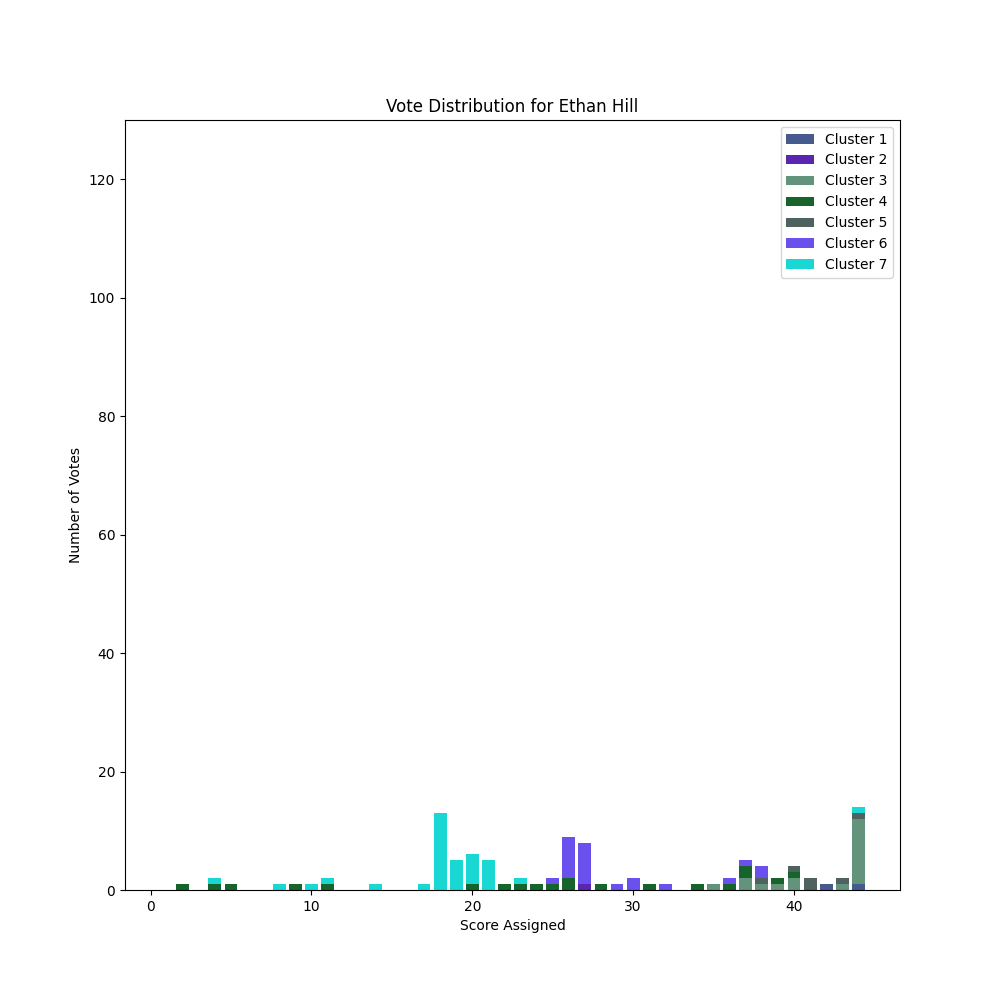 Vote Distribution for Ethan Hill
Cluster 1
Cluster 2
Cluster 3
Cluster 4
Cluster 5
Cluster 6
Cluster 7
120
100
80
60
40
20
0
Number of Votes
0 10 20 30 40
Score Assigned